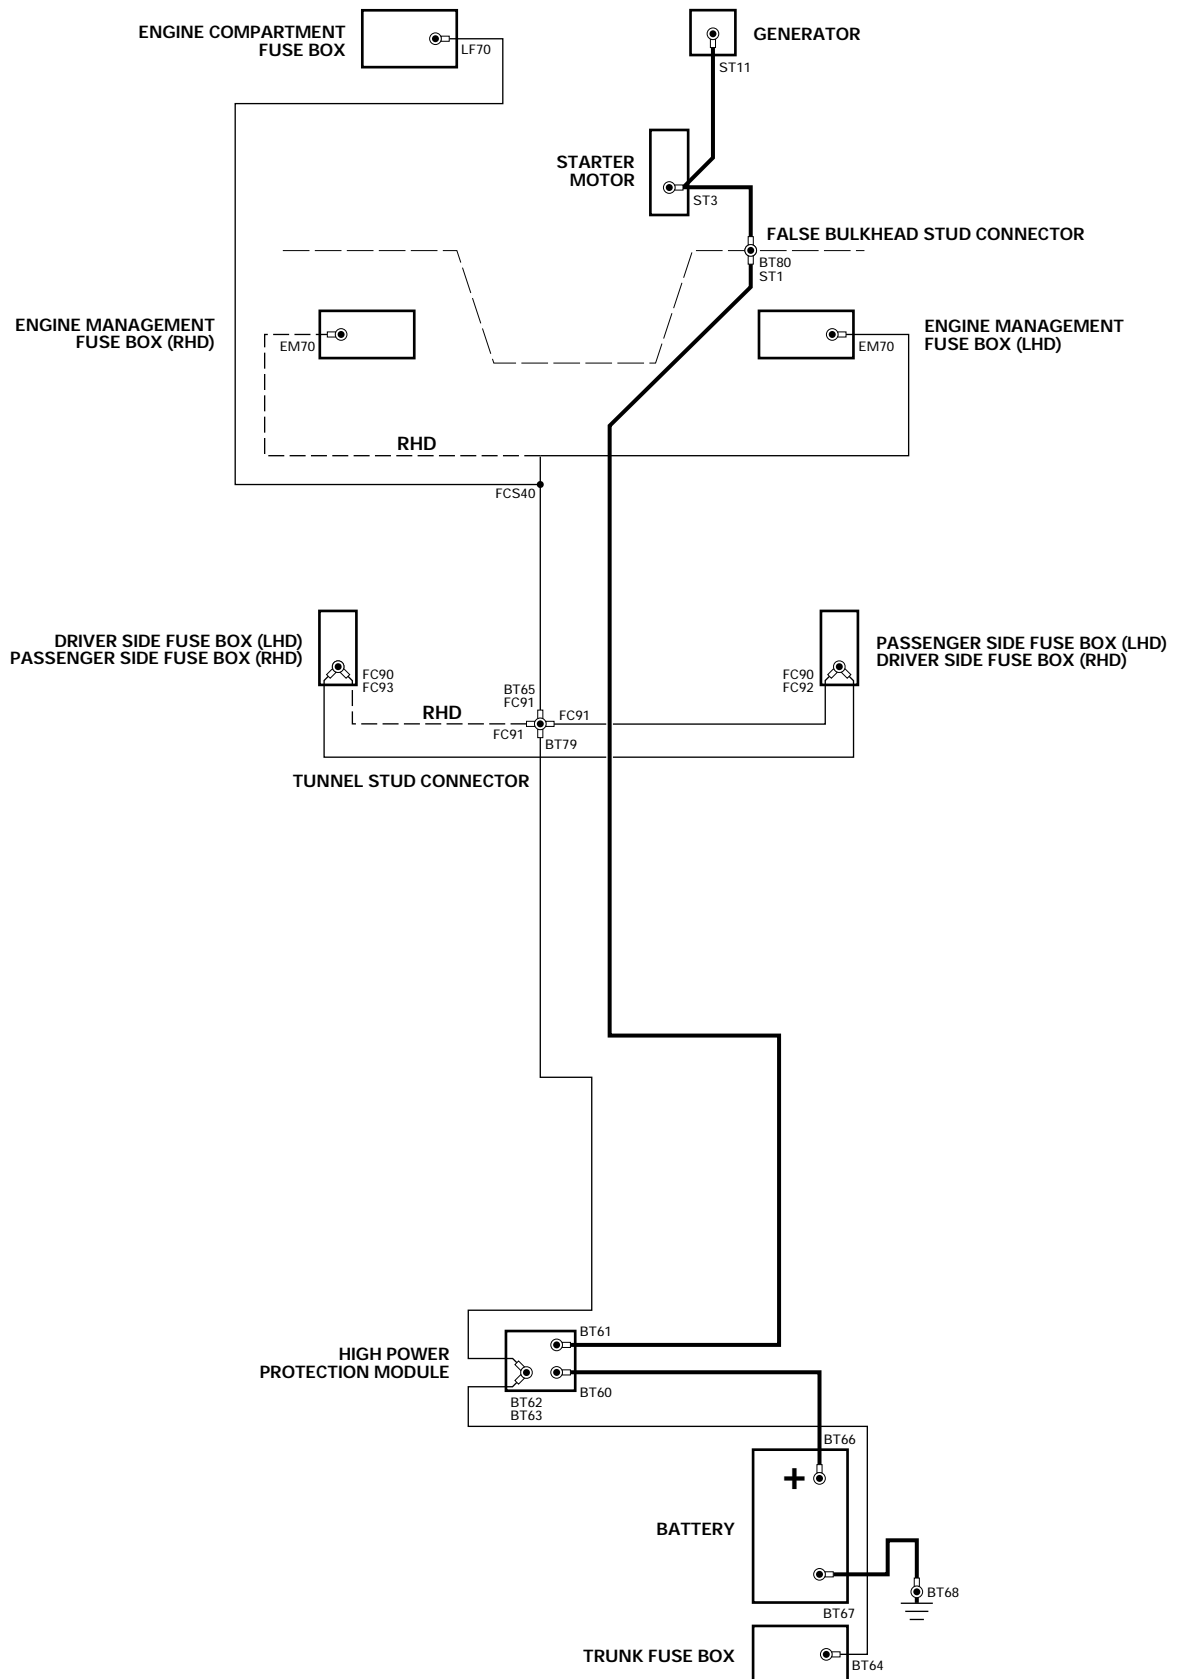 ENGINE COMPARTMENT
FUSE BOX
LF70
GENERATOR
ST11
STARTER
MOTOR
ST3
FALSE BULKHEAD STUD CONNECTOR
BT80
ST1
ENGINE MANAGEMENT
FUSE BOX (RHD)
EM70
EM70
ENGINE MANAGEMENT
FUSE BOX (LHD)
RHD
FCS40
DRIVER SIDE FUSE BOX (LHD)
PASSENGER SIDE FUSE BOX (RHD)
FC90
FC93
BT65
FC91
FC91
RHD
FC91
BT79
FC90
FC92
PASSENGER SIDE FUSE BOX (LHD)
DRIVER SIDE FUSE BOX (RHD)
TUNNEL STUD CONNECTOR
HIGH POWER
PROTECTION MODULE
BT61
BT60
BT62
BT63
BT66
+
BATTERY
BT68
BT67
TRUNK FUSE BOX
BT64